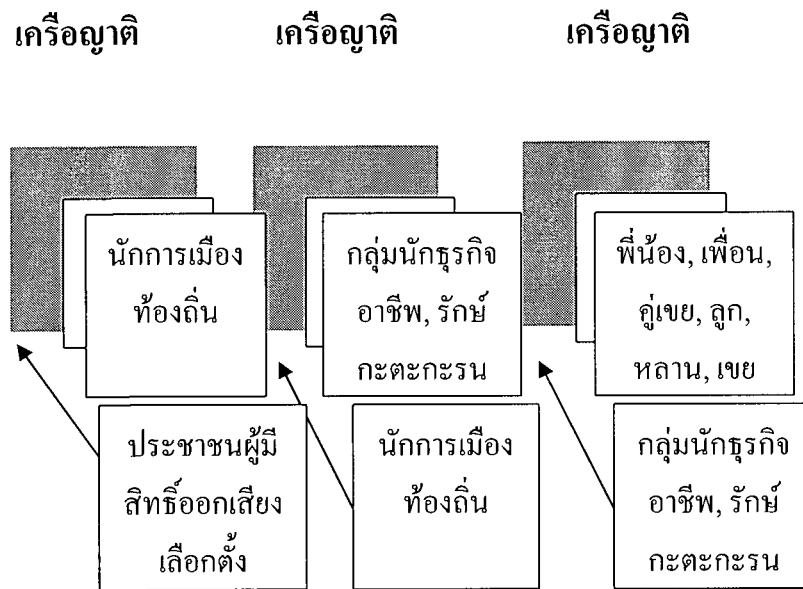 เครือญาติ เครือญาติ เครือญาติ
นักการเมือง
ท้องถิ่น
กลุ่มนักธุรกิจ
อาชีพ, รักษ์
กะตะกะรน
พี่น้อง, เพื่อน,
คู่เขย, ลูก,
หลาน, เขย
ประชาชนผู้มี
สิทธิ์ออกเสียง
เลือกตั้ง
นักการเมือง
ท้องถิ่น
กลุ่มนักธุรกิจ
อาชีพ, รักษ์
กะตะกะรน